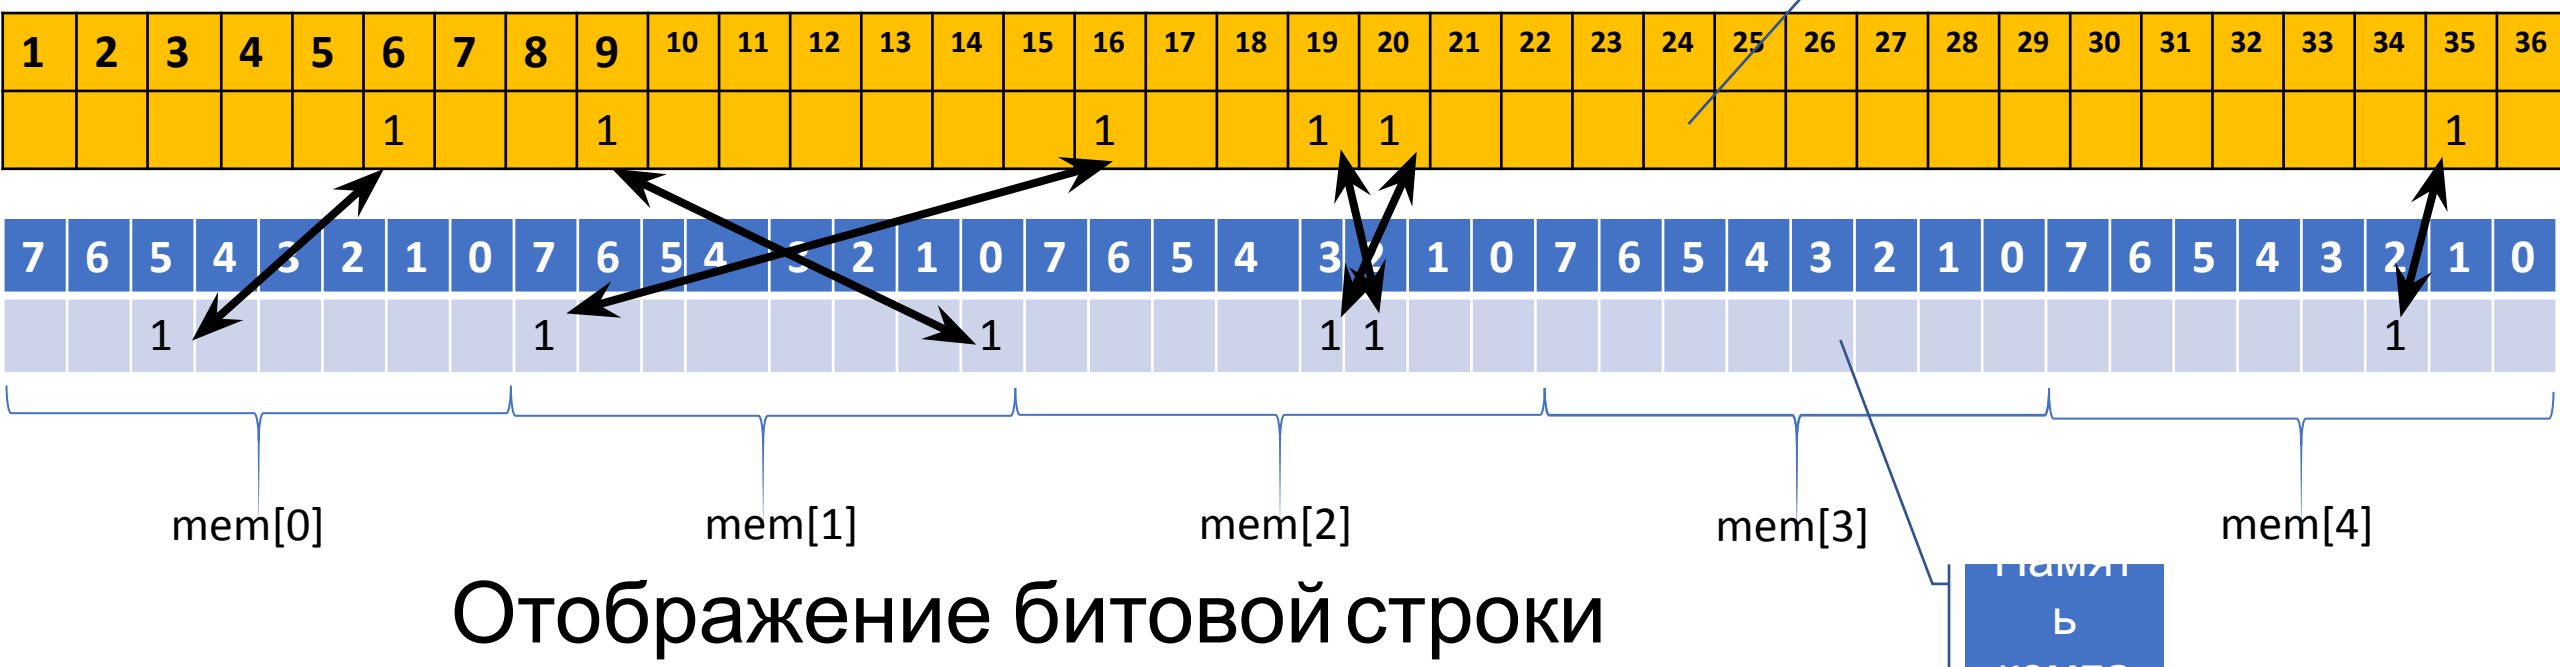 1 2 3 4 5 6 7 8 9 10 11 12 13 14 15 16 17 18 19 20 21 22 23 24 25 26 27 28 29 30 31 32 33 34 35 36
1 1 1 1 1 1
7 6 5 4 3 2 1 0 7 6 5 4 3 2 1 0 7 6 5 4 3 2 1 0 7 6 5 4 3 2 1 0 7 6 5 4 3 2 1 0
1 1 1 1 1 1
mem[0] mem[1] mem[2] mem[3] mem[4]
Отображение битовой строки
Памят
ь